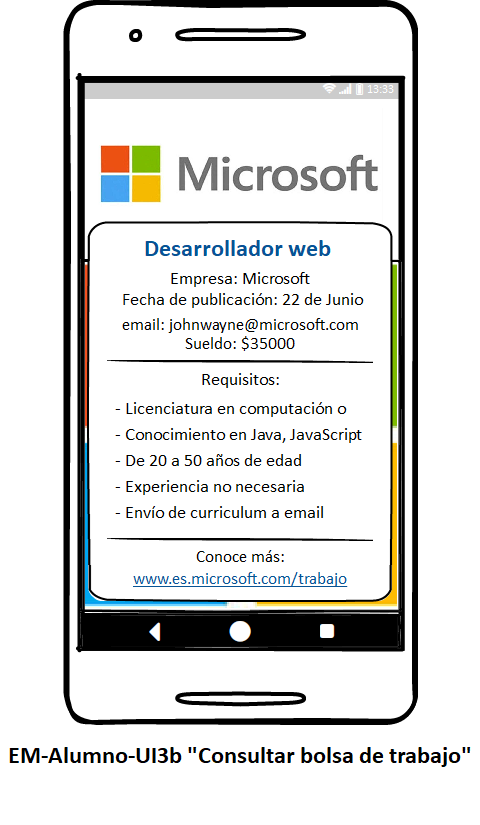 13:33
Microsoft
Desarrollador web
Empresa: Microsoft
Fecha de publicación: 22 de Junio
email: johnwayne@microsoft.com
Sueldo: $35000
Requisitos:
- Licenciatura en computación o
- Conocimiento en Java, JavaScript
- De 20 a 50 años de edad
- Experiencia no necesaria
- Envío de curriculum a email
Conoce más:
www.es.microsoft.com/trabajo
EM-Alumno-UI3b "Consultar bolsa de trabajo"